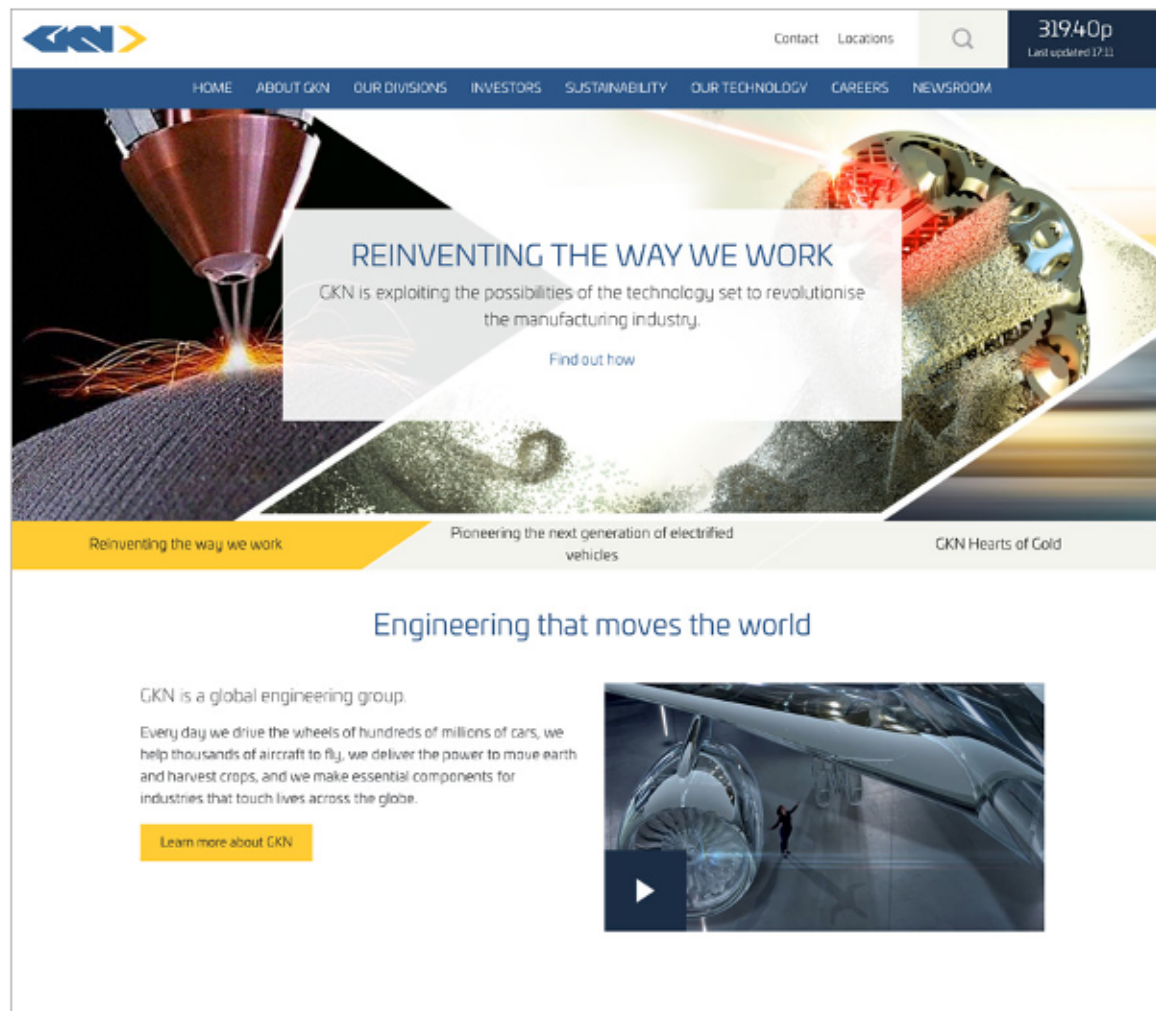 GKN
Contact Locations
319.40p
Last updated 17:11
HOME ABOUT GKN OUR DIVISIONS INVESTORS SUSTAINABILITY OUR TECHNOLOGY CAREERS NEWSROOM
REINVENTING THE WAY WE WORK
GKN is exploiting the possibilities of the technology set to revolutionise
the manufacturing industry.
Find out how
Reinventing the way we work
Pioneering the next generation of electrified
vehicles
GKN Hearts of Gold
Engineering that moves the world
GKN is a global engineering group.
Every day we drive the wheels of hundreds of millions of cars, we
help thousands of aircraft to fly, we deliver the power to move earth
and harvest crops, and we make essential components for
industries that touch lives across the globe.
Learn more about GKN